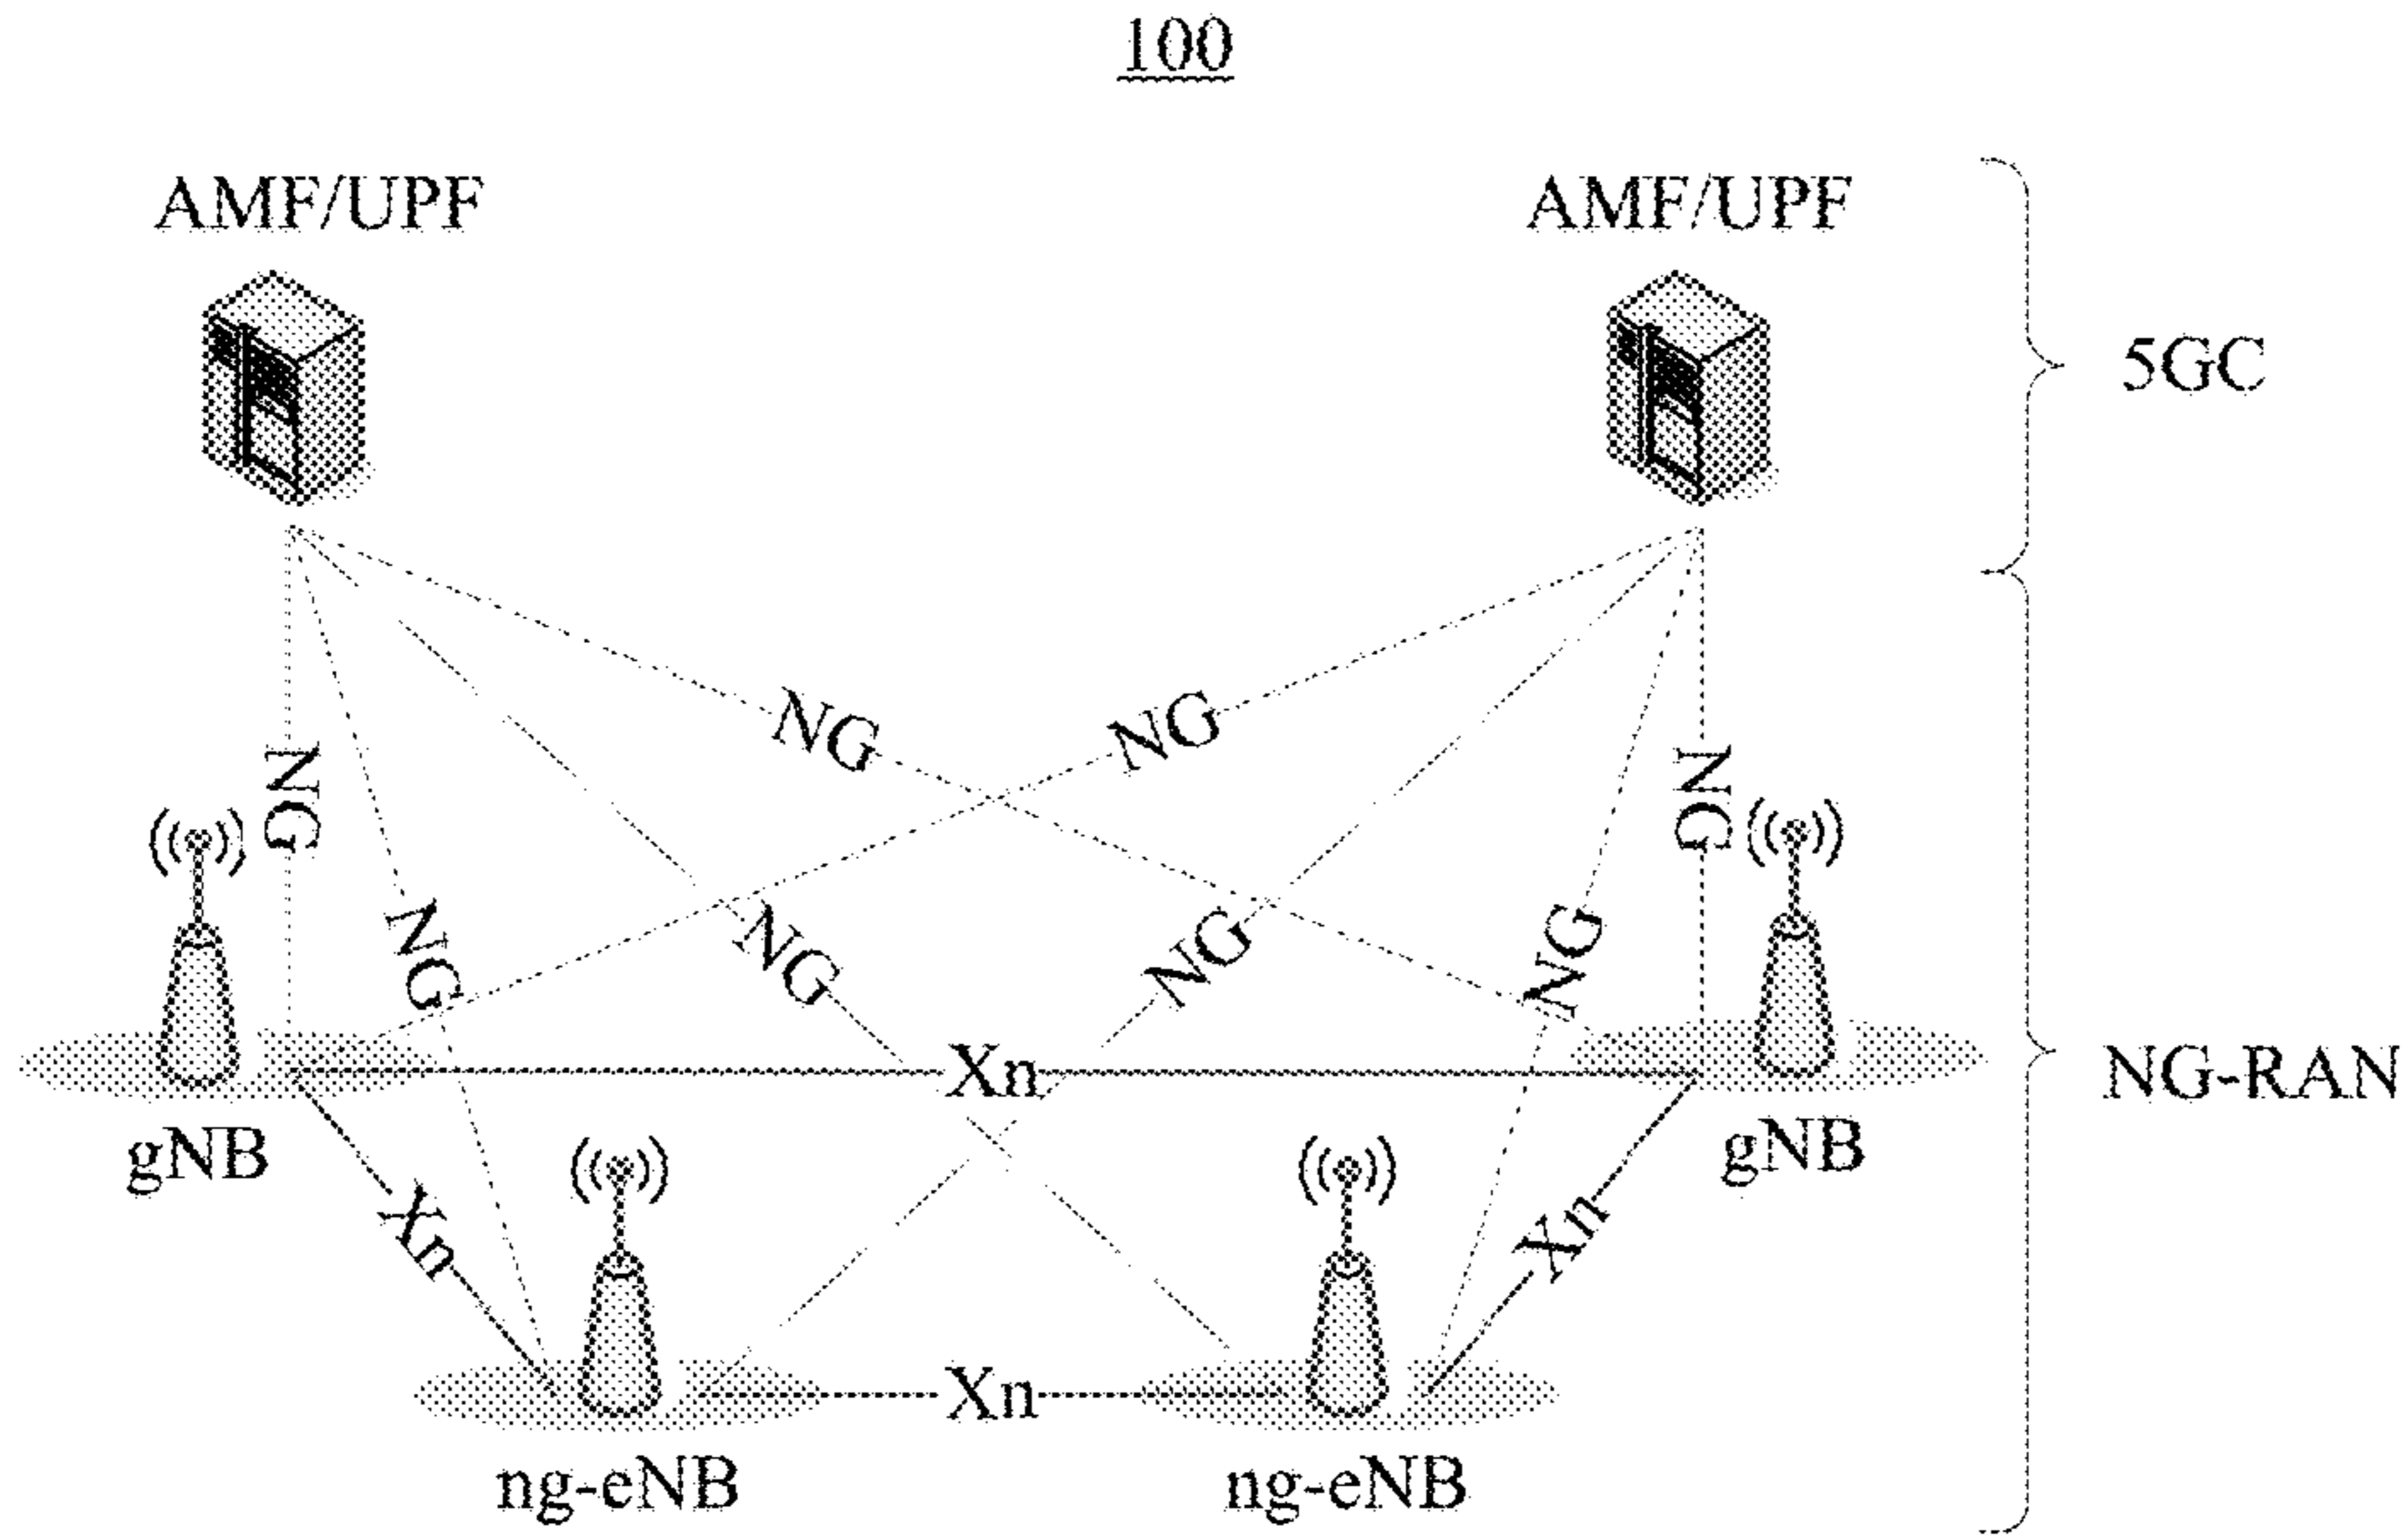 100
AMF/UPF
AMF/UPF
5GC
NG
NG
NG
NG
NG
NG
NG
NG
Xn
NG-RAN
gNB
gNB
Xn
Xn
Xn
ng-eNB
ng-eNB